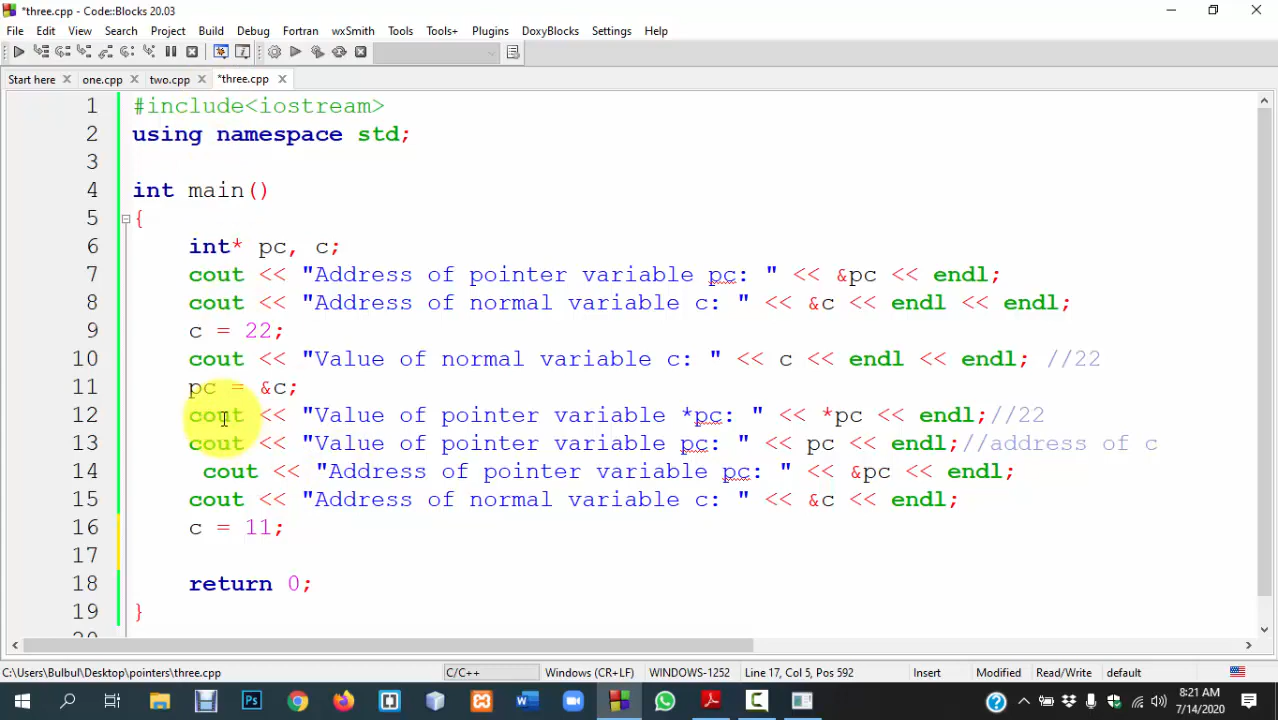 *three.cpp - Code::Blocks 20.03
File Edit View Search Project Build Debug Fortran wxSmith Tools Tools+ Plugins DoxyBlocks Settings Help
Start here one.cpp two.cpp *three.cpp
1 #include<iostream>
2 using namespace std;
3
4 int main()
5 {
6 int* pc, c;
7 cout << "Address of pointer variable pc: " << &pc << endl;
8 cout << "Address of normal variable c: " << &c << endl << endl;
9 c = 22;
10 cout << "Value of normal variable c: " << c << endl << endl; //22
11 pc = &c;
12 cout << "Value of pointer variable *pc: " << *pc << endl;//22
13 cout << "Value of pointer variable pc: " << pc << endl;//address of c
14 cout << "Address of pointer variable pc: " << &pc << endl;
15 cout << "Address of normal variable c: " << &c << endl;
16 c = 11;
17
18 return 0;
19 }
20
C:\Users\Bulbul\Desktop\pointers\three.cpp C/C++ Windows (CR+LF) WINDOWS-1252 Line 17, Col 5, Pos 592 Insert Modified Read/Write default
8:21 AM
7/14/2020